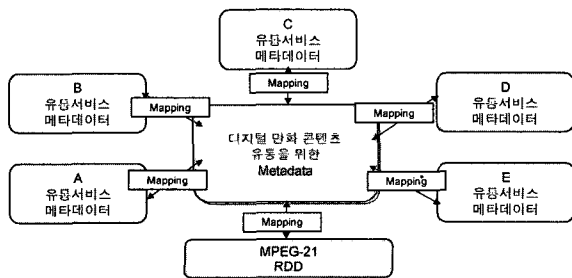 C
유통서비스
메타데이터
Mapping
B
유통서비스
메타데이터
Mapping
D
유통서비스
메타데이터
Mapping
디지털 만화 콘텐츠
유통을 위한
Metadata
A
유통서비스
메타데이터
Mapping
E
유통서비스
메타데이터
Mapping
Mapping
MPEG-21
RDD